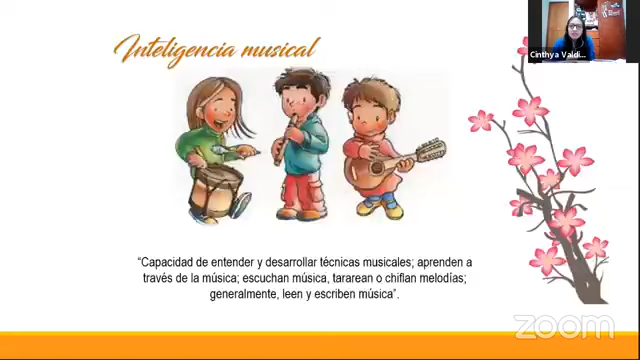 Inteligencia musical
Cinthya Valdi...
“Capacidad de entender y desarrollar técnicas musicales; aprenden a
través de la música; escuchan música, tararean o chiflan melodías;
generalmente, leen y escriben música”.
zoom